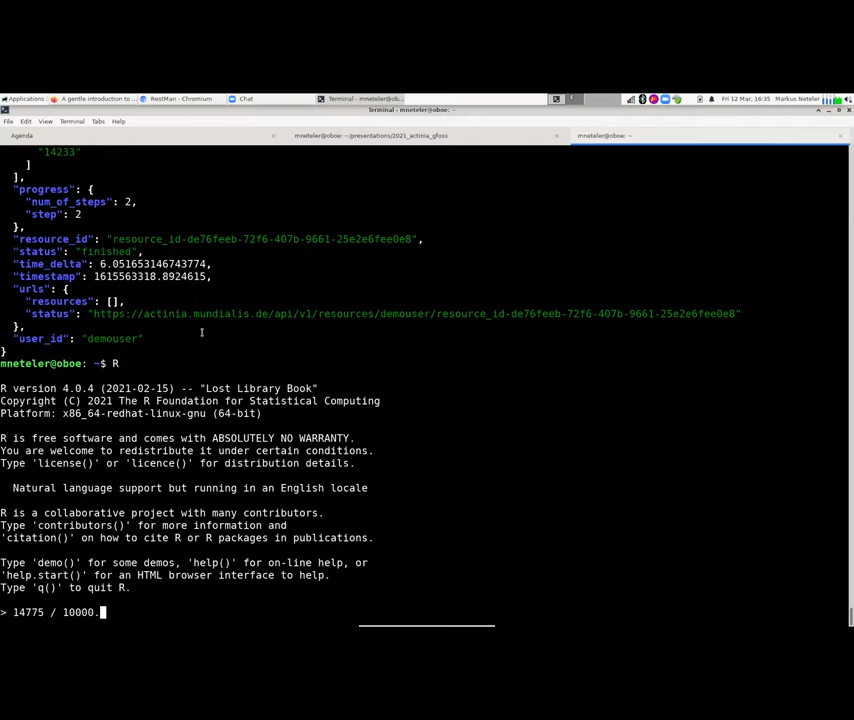 Applications
A gentle introduction to ...
RestMan - Chromium
Chat
Terminal - mneteler@ob...
Fri 12 Mar, 16:35
Markus Neteler
Terminal - mneteler@oboe: ~
File Edit View Terminal Tabs Help
Agenda
mneteler@oboe: ~/presentations/2021_actinia_gfoss
mneteler@oboe: ~
"14233"
]
],
"progress": {
"num_of_steps": 2,
"step": 2
},
"resource_id": "resource_id-de76feeb-72f6-407b-9661-25e2e6fee0e8",
"status": "finished",
"time_delta": 6.051653146743774,
"timestamp": 1615563318.8924615,
"urls": {
"resources": [],
"status": "https://actinia.mundialis.de/api/v1/resources/demouser/resource_id-de76feeb-72f6-407b-9661-25e2e6fee0e8"
},
"user_id": "demouser"
}
mneteler@oboe: ~$ R
R version 4.0.4 (2021-02-15) -- "Lost Library Book"
Copyright (C) 2021 The R Foundation for Statistical Computing
Platform: x86_64-redhat-linux-gnu (64-bit)
R is free software and comes with ABSOLUTELY NO WARRANTY.
You are welcome to redistribute it under certain conditions.
Type 'license()' or 'licence()' for distribution details.
Natural language support but running in an English locale
R is a collaborative project with many contributors.
Type 'contributors()' for more information and
'citation()' on how to cite R or R packages in publications.
Type 'demo()' for some demos, 'help()' for on-line help, or
'help.start()' for an HTML browser interface to help.
Type 'q()' to quit R.
> 14775 / 10000.